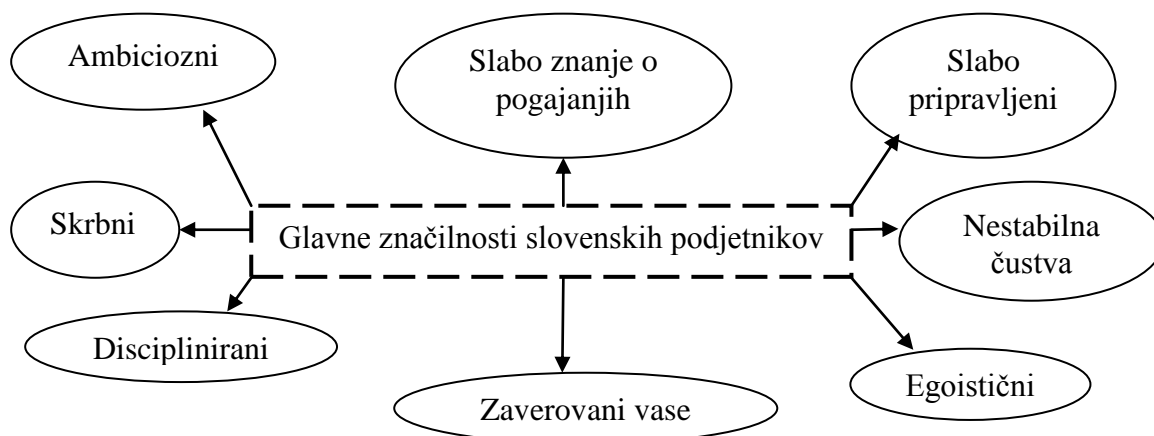 Ambiciozni
Slabo znanje o
pogajanjih
Slabo
pripravljeni
Skrbni
Glavne značilnosti slovenskih podjetnikov
Nestabilna
čustva
Disciplinirani
Zaverovani vase
Egoistični